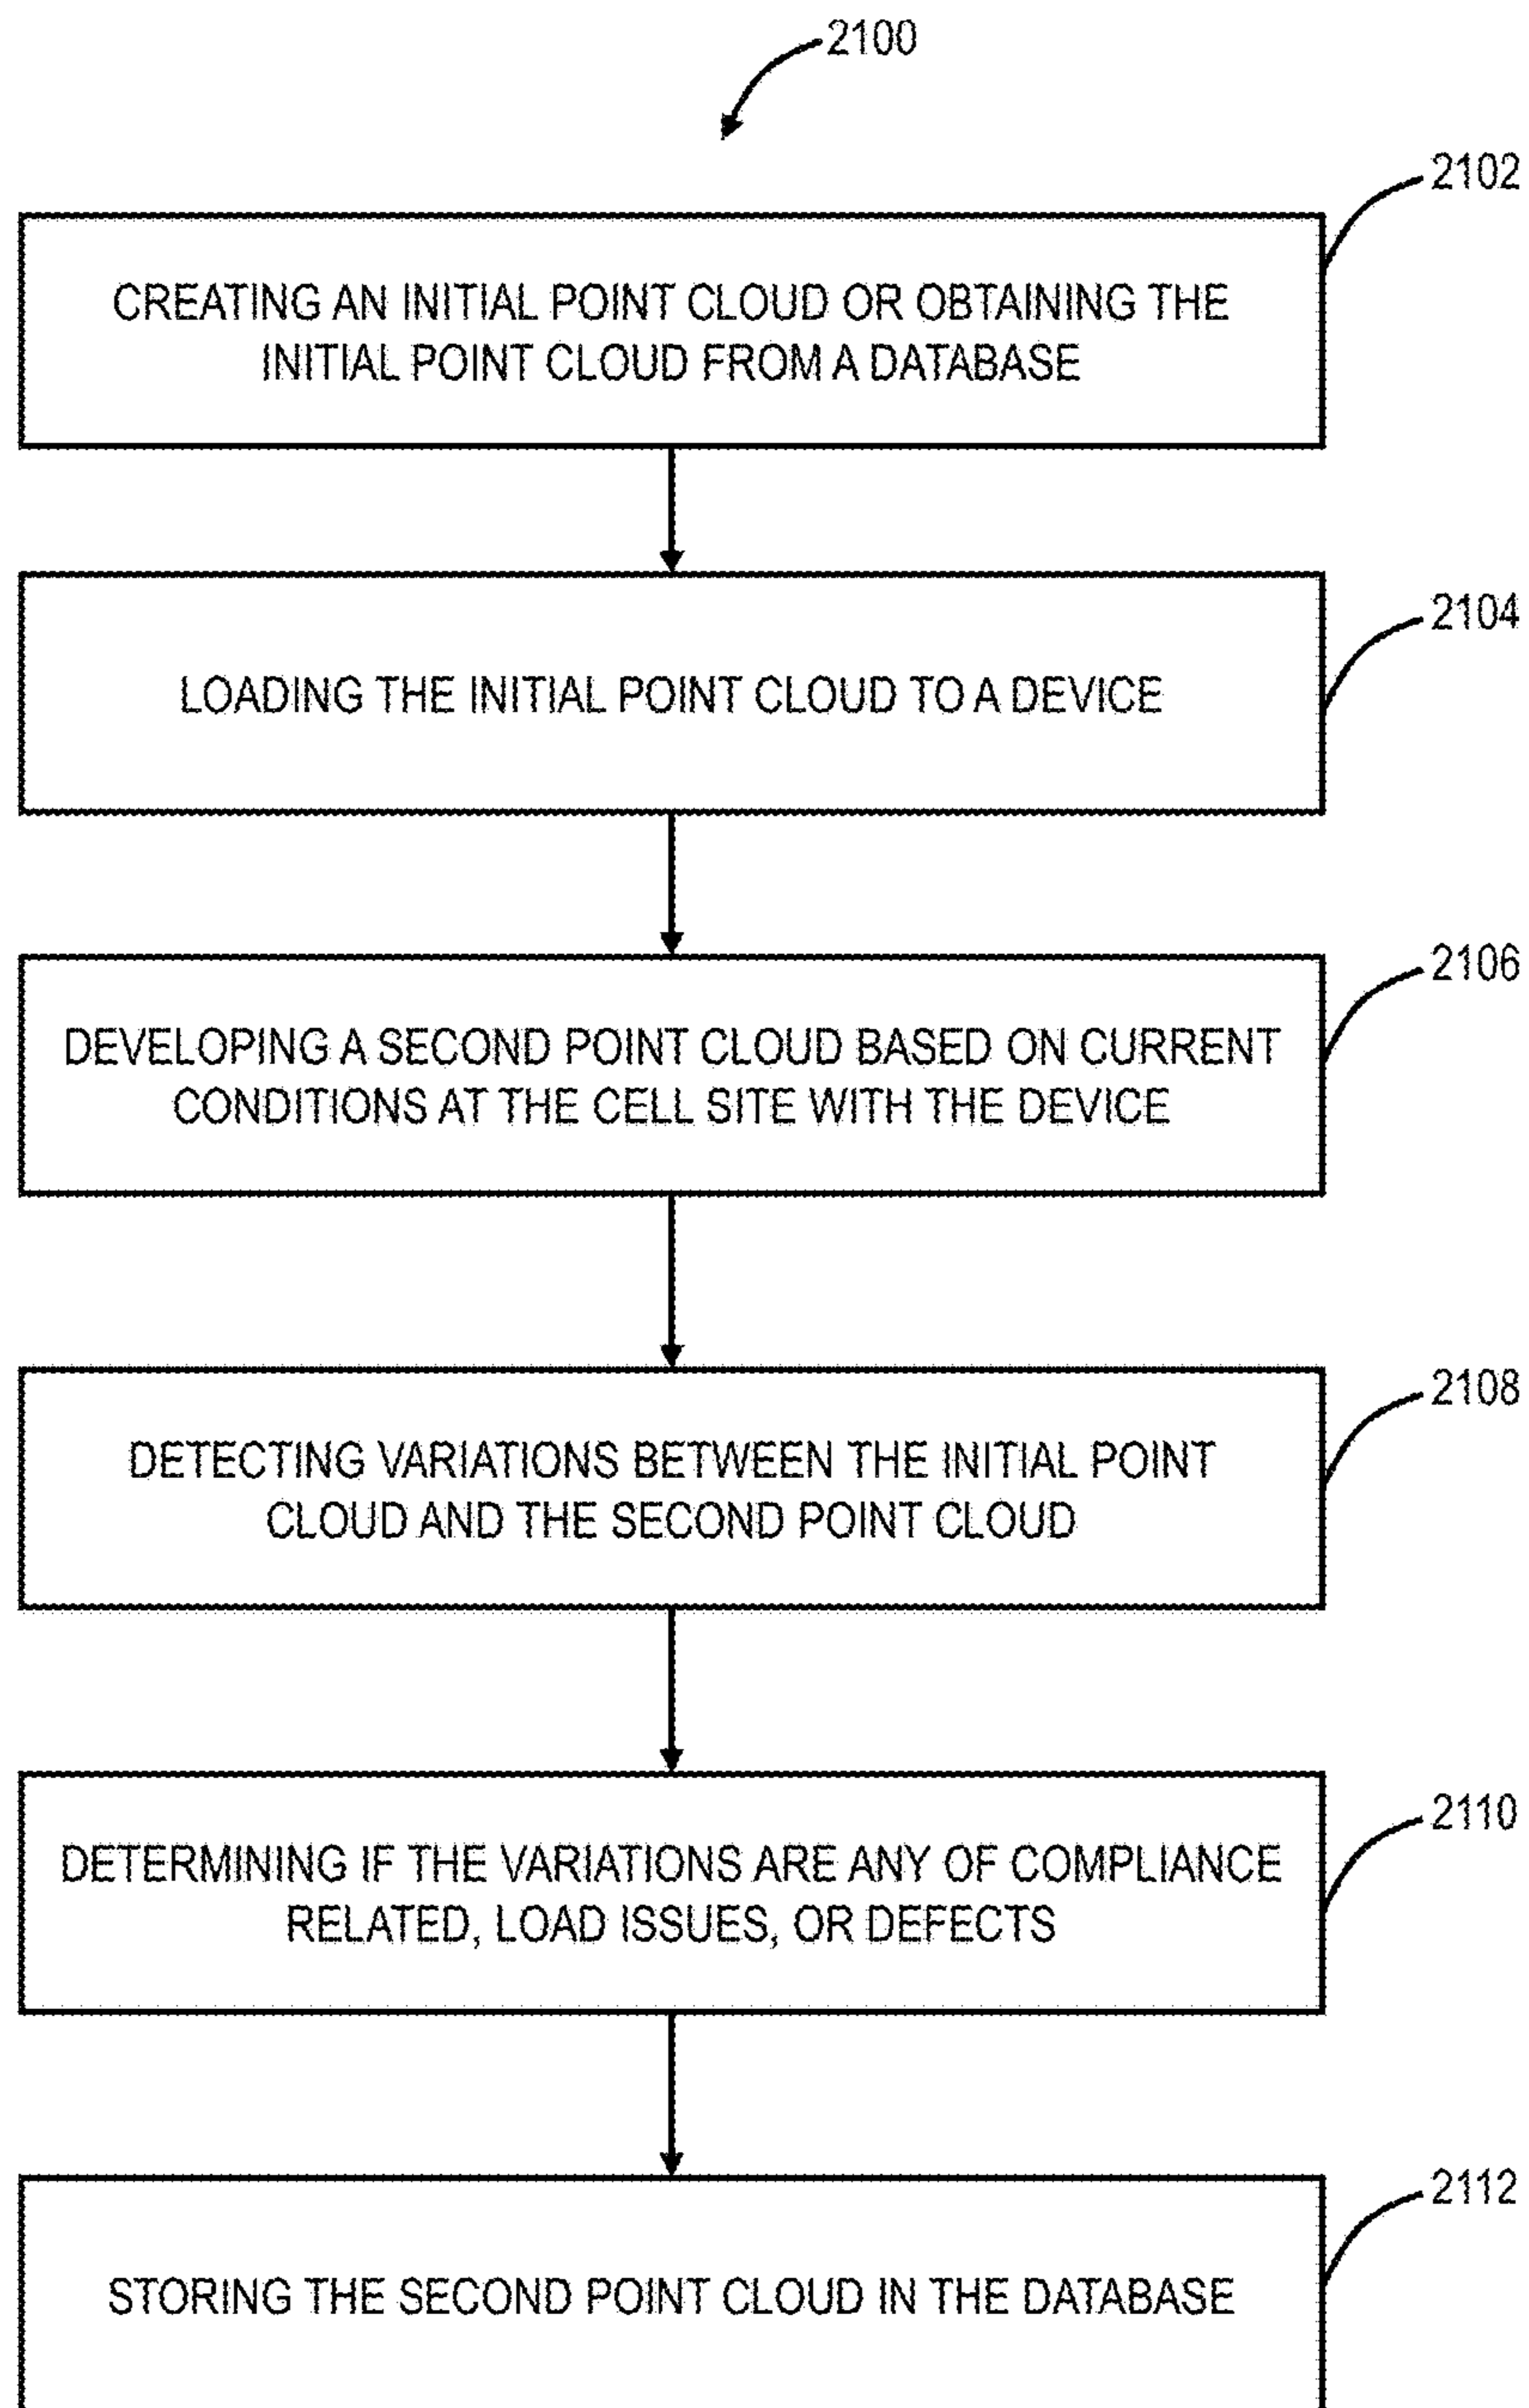 2100
2102
CREATING AN INITIAL POINT CLOUD OR OBTAINING THE
INITIAL POINT CLOUD FROM A DATABASE
2104
LOADING THE INITIAL POINT CLOUD TO A DEVICE
2106
DEVELOPING A SECOND POINT CLOUD BASED ON CURRENT
CONDITIONS AT THE CELL SITE WITH THE DEVICE
2108
DETECTING VARIATIONS BETWEEN THE INITIAL POINT
CLOUD AND THE SECOND POINT CLOUD
2110
DETERMINING IF THE VARIATIONS ARE ANY OF COMPLIANCE
RELATED, LOAD ISSUES, OR DEFECTS
2112
STORING THE SECOND POINT CLOUD IN THE DATABASE